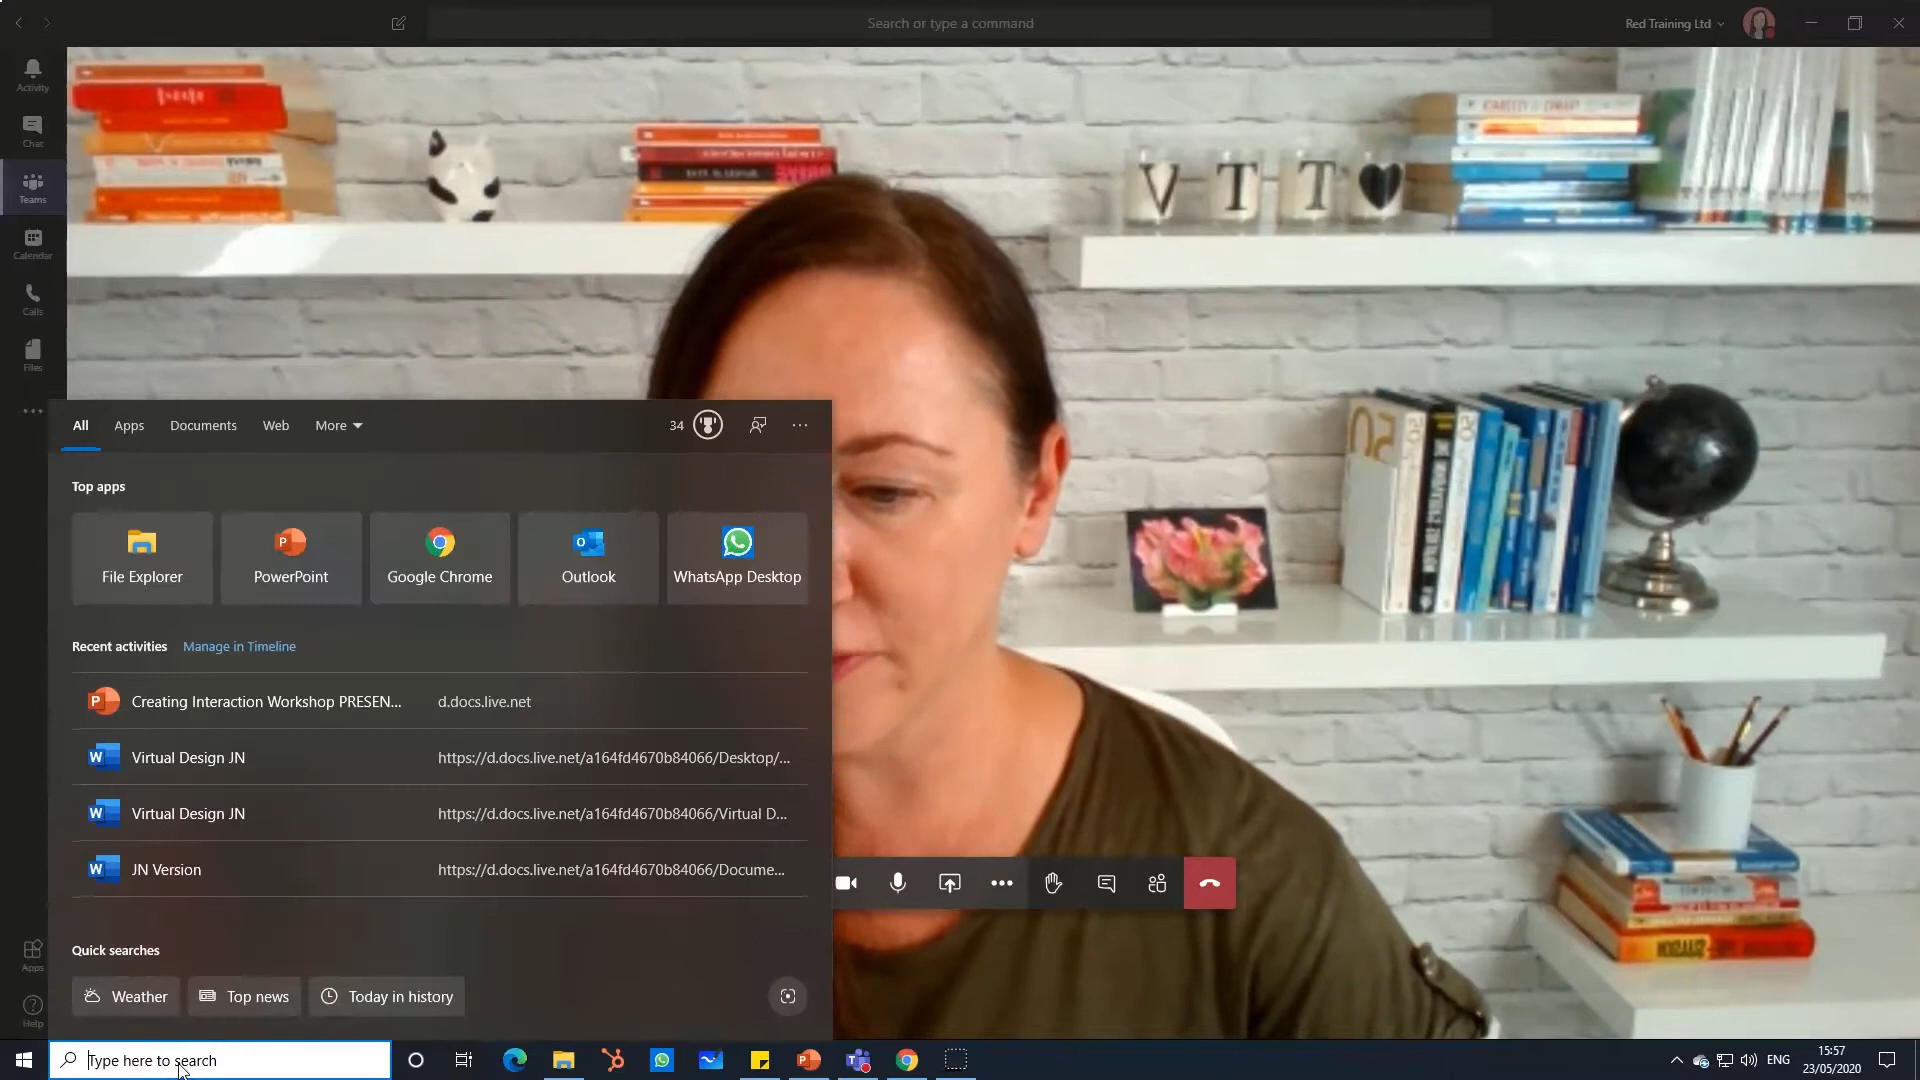 Search or type a command
Red Training Ltd
Activity
Chat
Teams
Calendar
Calls
Files
Apps
Help
V T T
50
All Apps Documents Web More
34
Top apps
File Explorer
PowerPoint
Google Chrome
Outlook
WhatsApp Desktop
Recent activities Manage in Timeline
Creating Interaction Workshop PRESEN... d.docs.live.net
Virtual Design JN https://d.docs.live.net/a164fd4670b84066/Desktop/...
Virtual Design JN https://d.docs.live.net/a164fd4670b84066/Virtual D...
JN Version https://d.docs.live.net/a164fd4670b84066/Docume...
Quick searches
Weather Top news Today in history
Type here to search
ENG
15:57
23/05/2020